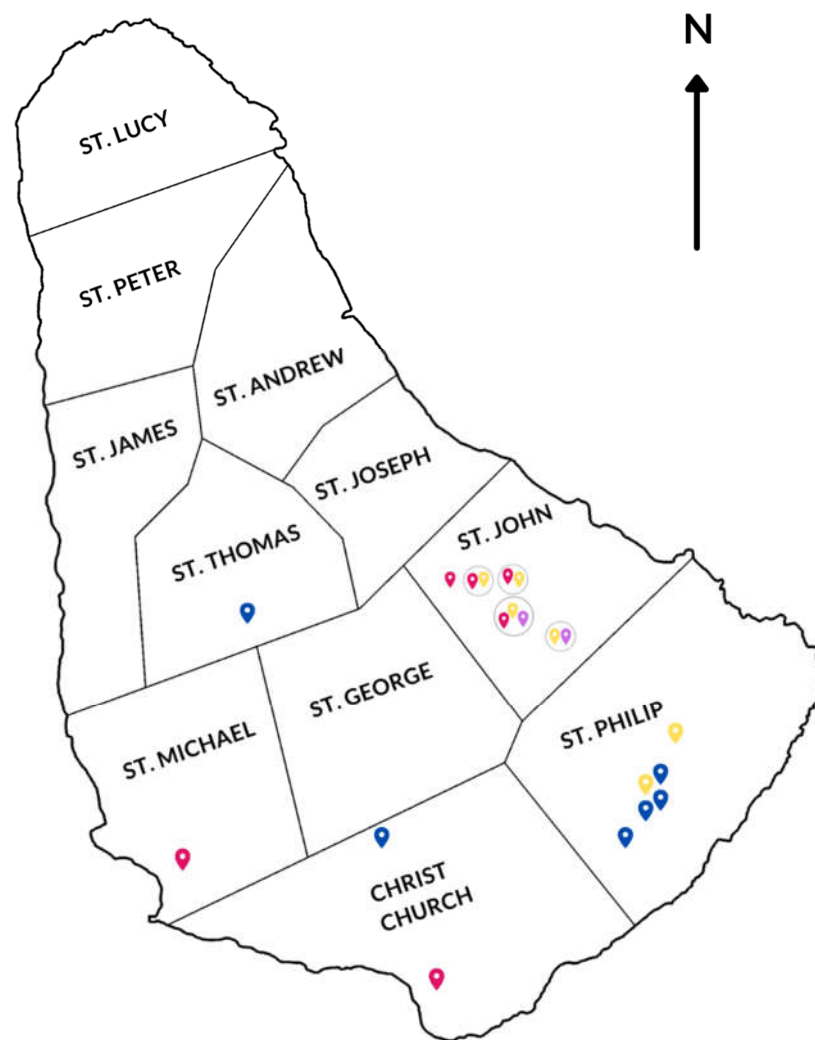 N
ST. LUCY
ST. PETER
ST. ANDREW
ST. JAMES
ST. JOSEPH
ST. JOHN
ST. THOMAS
ST. GEORGE
ST. PHILIP
ST. MICHAEL
CHRIST
CHURCH